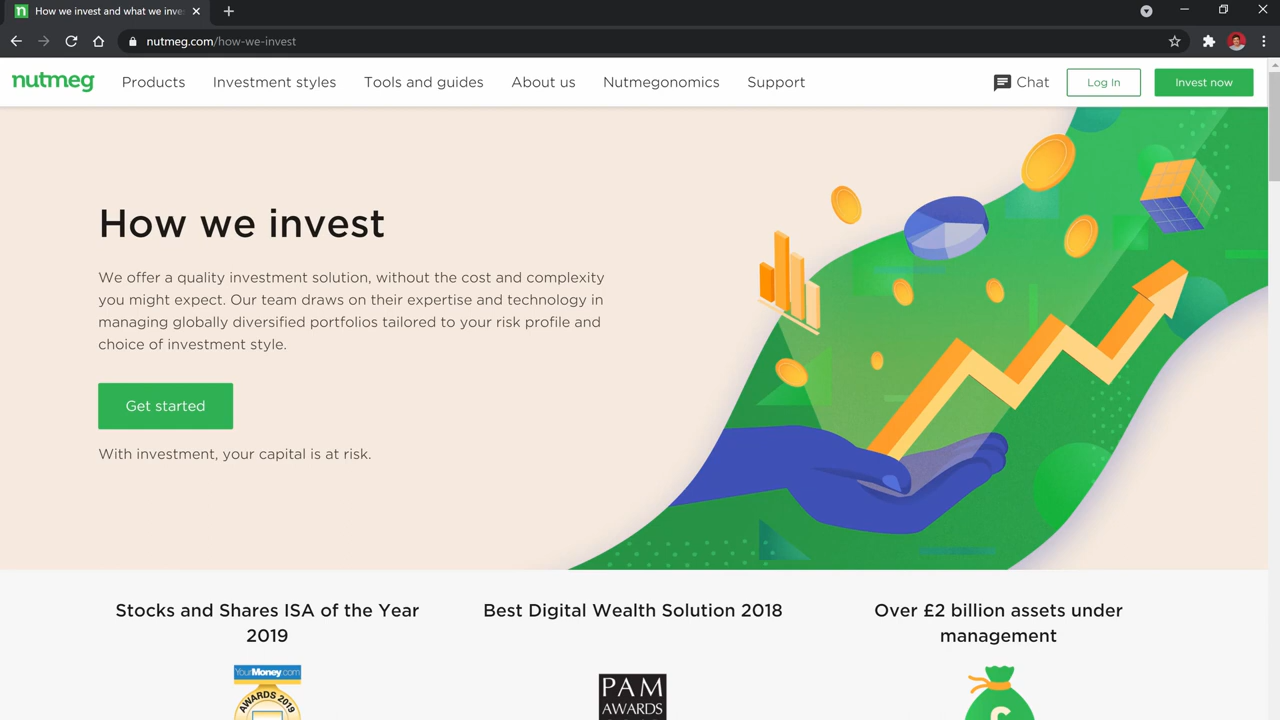 How we invest and what we inve
nutmeg.com/how-we-invest
nutmeg Products Investment styles Tools and guides About us Nutmegonomics Support Chat Log In Invest now
How we invest
We offer a quality investment solution, without the cost and complexity
you might expect. Our team draws on their expertise and technology in
managing globally diversified portfolios tailored to your risk profile and
choice of investment style.
Get started
With investment, your capital is at risk.
Stocks and Shares ISA of the Year
2019
YourMoney.com
AWARDS 2019
Best Digital Wealth Solution 2018
PAM
AWARDS
Over £2 billion assets under
management